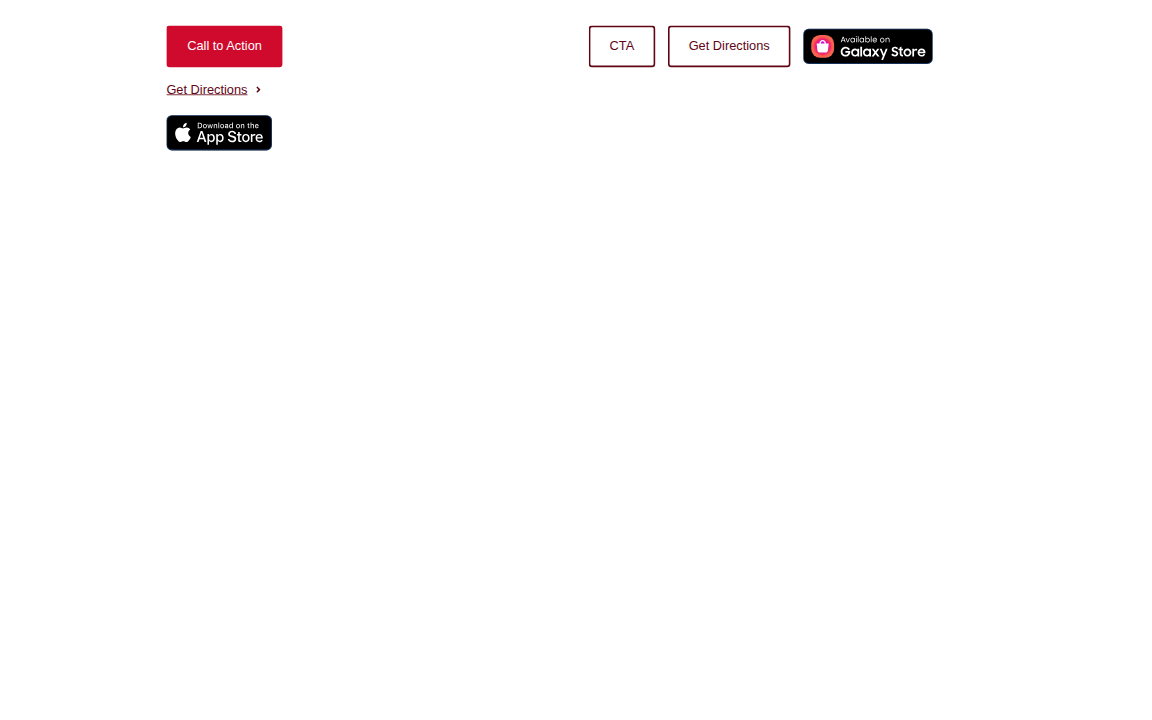 Call to Action
Get Directions
Download on the
App Store
CTA
Get Directions
Available on
Galaxy Store